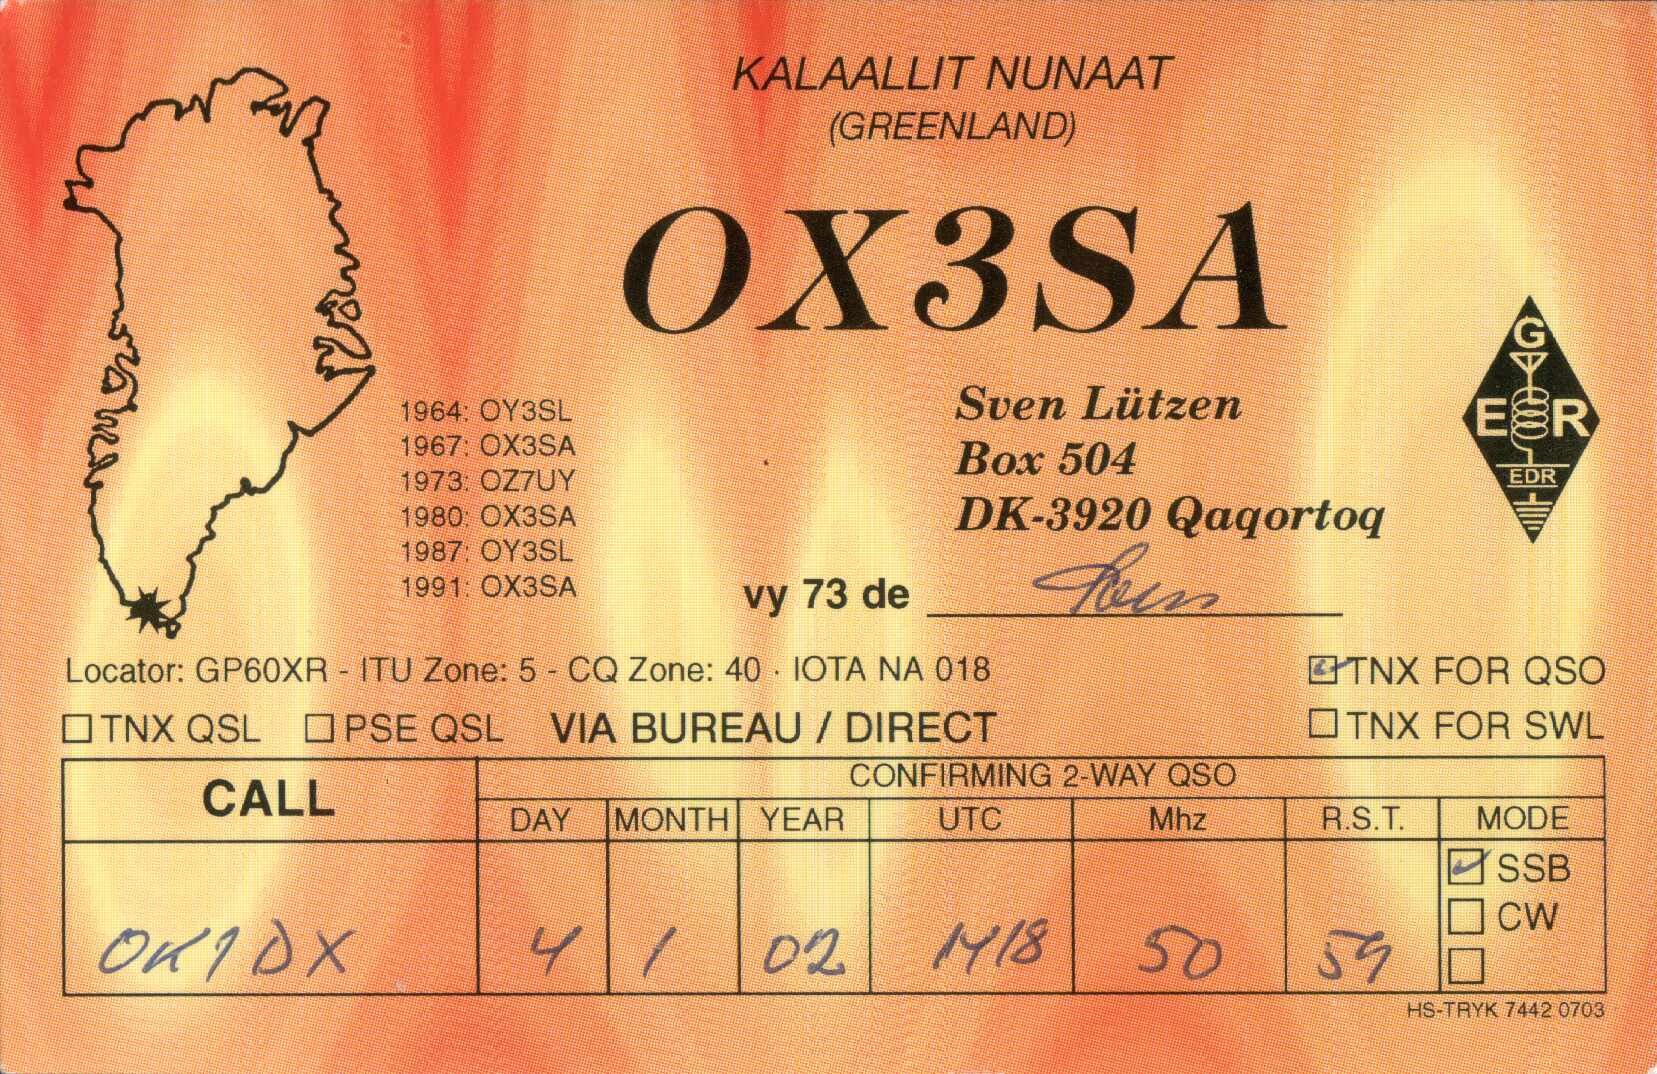 KALAALLIT NUNAAT
(GREENLAND)
OX3SA
G
E R
EDR
Sven Lützen
Box 504
DK-3920 Qaqortoq
1964: OY3SL
1967: OX3SA
1973: OZ7UY
1980: OX3SA
1987: OY3SL
1991: OX3SA
vy 73 de Sven
Locator: GP60XR - ITU Zone: 5 - CQ Zone: 40 · IOTA NA 018
TNX FOR QSO
TNX QSL PSE QSL VIA BUREAU / DIRECT
TNX FOR SWL
CALL CONFIRMING 2-WAY QSO
DAY MONTH YEAR UTC Mhz R.S.T. MODE
SSB
CW
OK1DX 4 1 02 1418 50 59
HS-TRYK 7442 0703